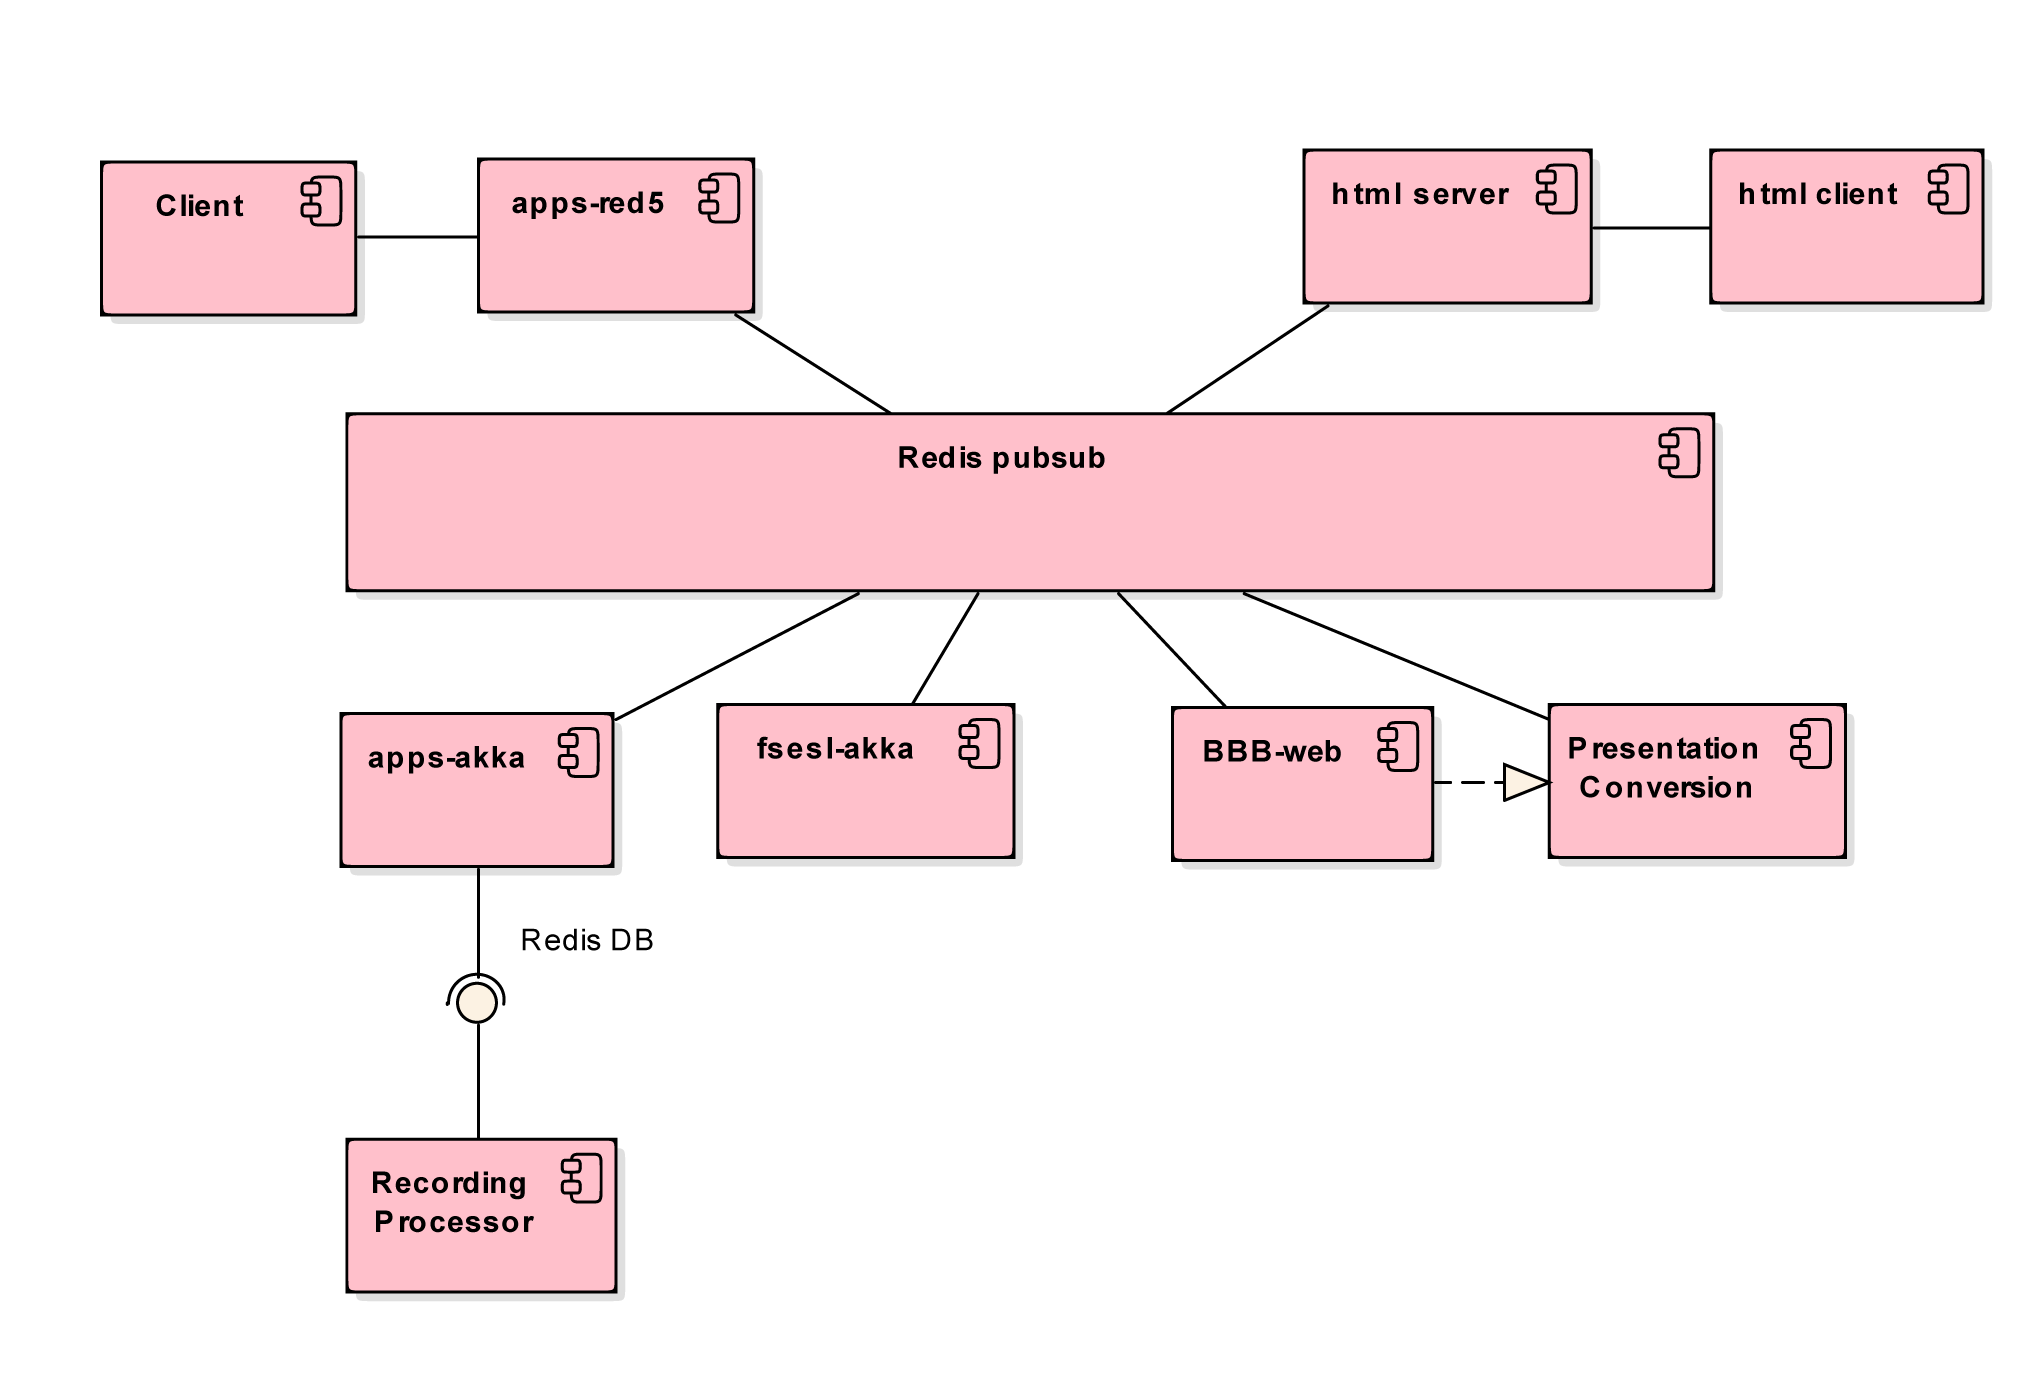 Client
apps-red5
html server
html client
Redis pubsub
apps-akka
fsesl-akka
BBB-web
Presentation
Conversion
Redis DB
Recording
Processor